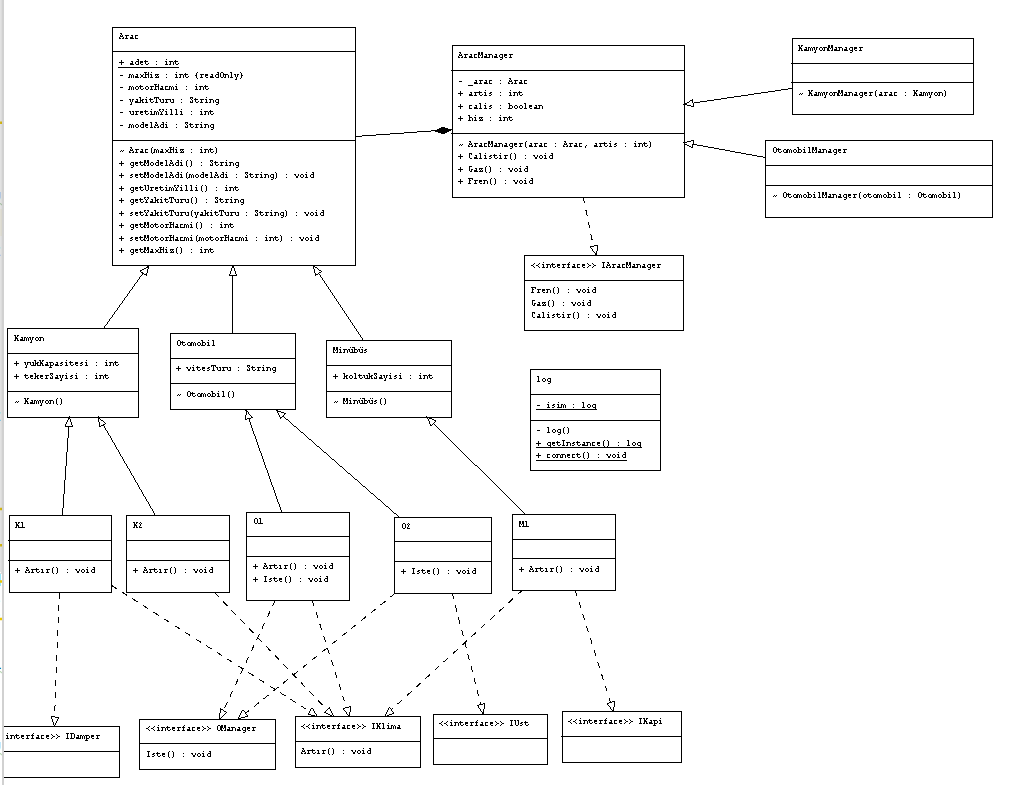 Arac
+ adet : int
- maxHiz : int {readOnly}
- motorHacmi : int
- yakitTuru : String
- uretimYilli : int
- modelAdi : String
~ Arac(maxHiz : int)
+ getModelAdi() : String
+ setModelAdi(modelAdi : String) : void
+ getUretimYilli() : int
+ getYakitTuru() : String
+ setYakitTuru(yakitTuru : String) : void
+ getMotorHacmi() : int
+ setMotorHacmi(motorHacmi : int) : void
+ getMaxHiz() : int
AracManager
- _arac : Arac
+ artis : int
+ calis : boolean
+ hiz : int
~ AracManager(arac : Arac, artis : int)
+ Calistir() : void
+ Gaz() : void
+ Fren() : void
KamyonManager
~ KamyonManager(arac : Kamyon)
OtomobilManager
~ OtomobilManager(otomobil : Otomobil)
<<interface>> IAracManager
Fren() : void
Gaz() : void
Calistir() : void
Kamyon
+ yukKapasitesi : int
+ tekerSayisi : int
~ Kamyon()
Otomobil
+ vitesTuru : String
~ Otomobil()
Minübüs
+ koltukSayisi : int
~ Minübüs()
log
- isim : log
- log()
+ getInstance() : log
+ connect() : void
K1
+ Artır() : void
K2
+ Artır() : void
O1
+ Artır() : void
+ Iste() : void
O2
+ Iste() : void
M1
+ Artır() : void
interface>> IDamper
<<interface>> OManager
Iste() : void
<<interface>> IKlima
Artır() : void
<<interface>> IUst
<<interface>> IKapi